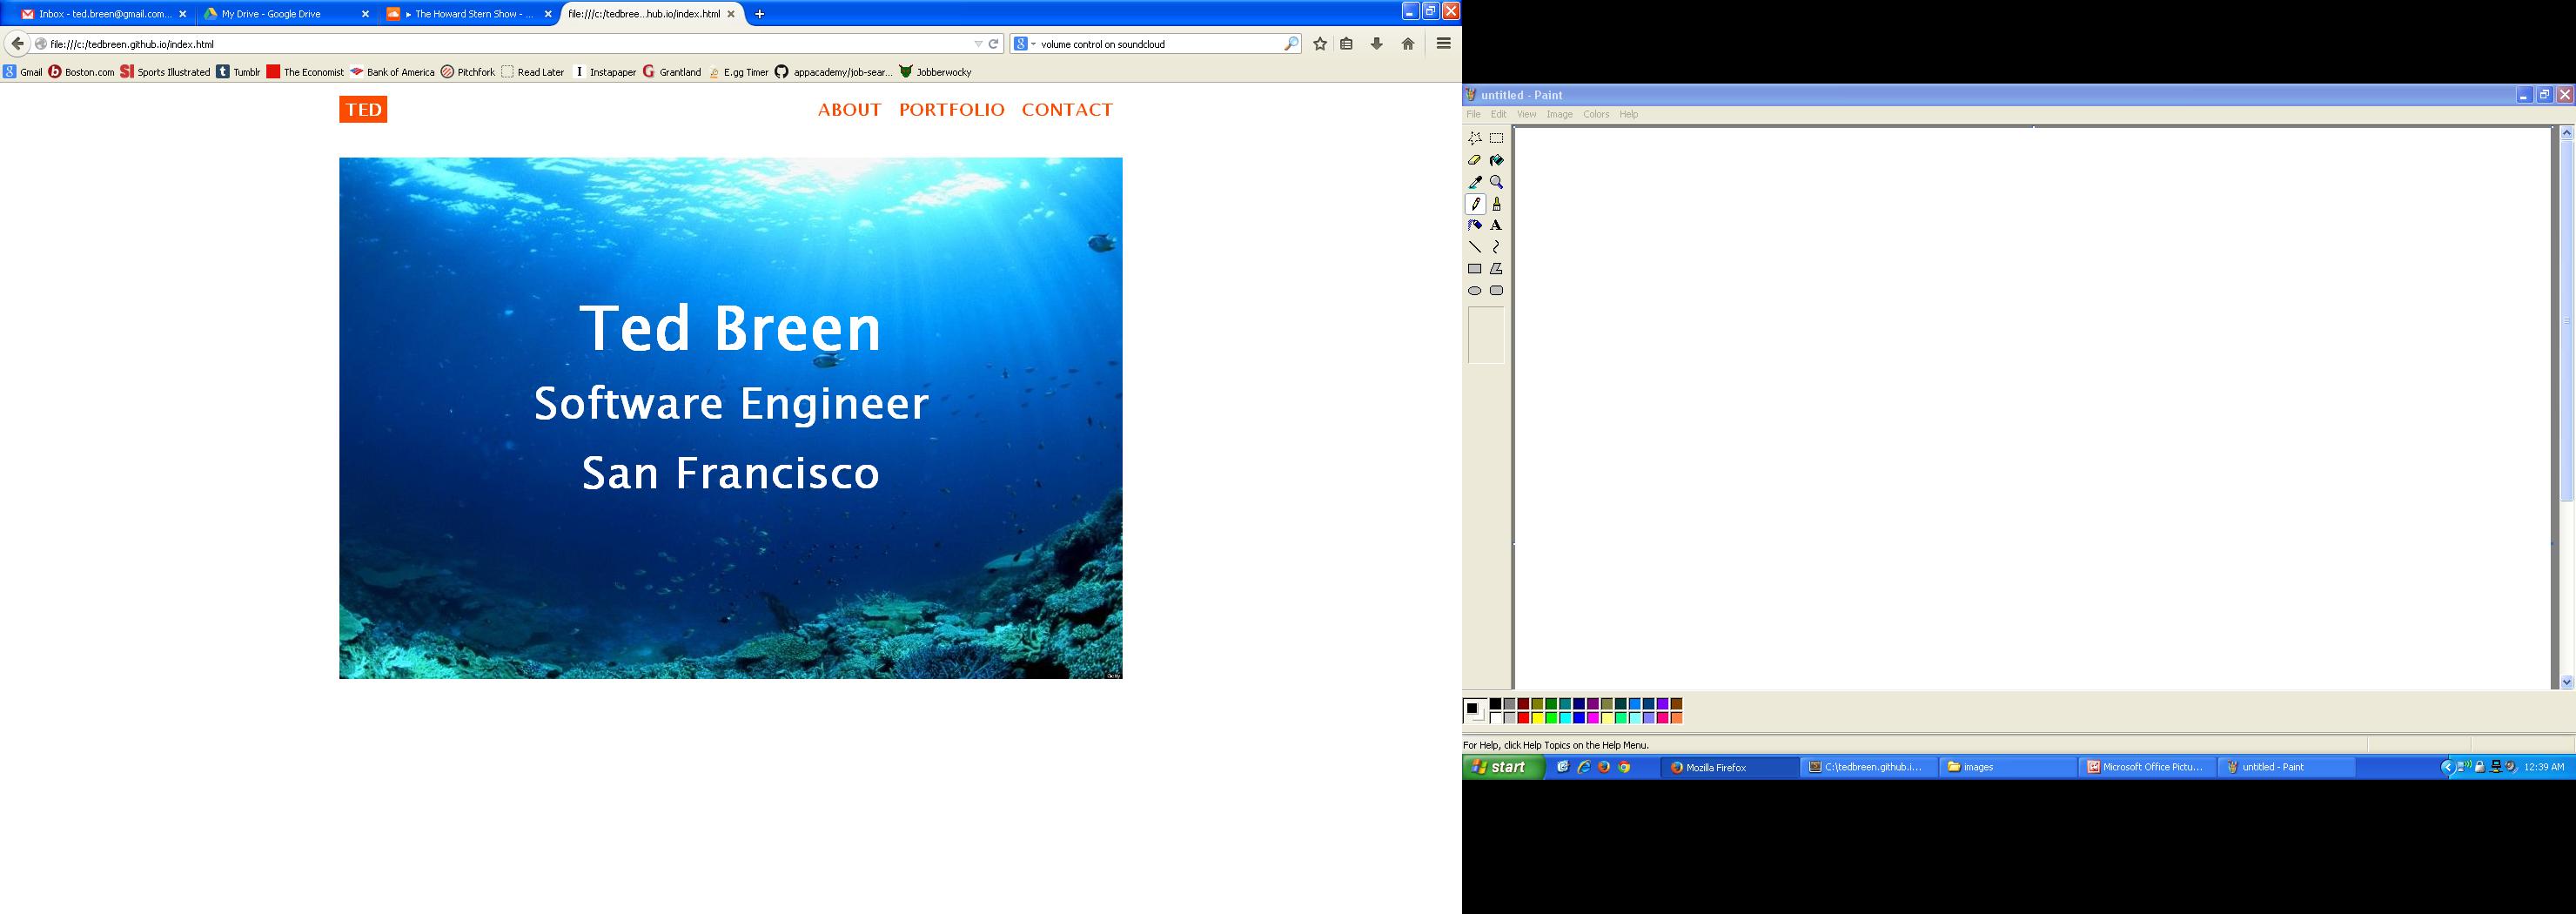 Inbox - ted.breen@gmail.com...
My Drive - Google Drive
► The Howard Stern Show - ...
file:///c:/tedbree...hub.io/index.html
file:///c:/tedbreen.github.io/index.html
volume control on soundcloud
Gmail Boston.com Sports Illustrated Tumblr The Economist Bank of America Pitchfork Read Later Instapaper Grantland E.gg Timer appacademy/job-sear... Jobberwocky
TED
ABOUT PORTFOLIO CONTACT
Ted Breen
Software Engineer
San Francisco
untitled - Paint
File Edit View Image Colors Help
For Help, click Help Topics on the Help Menu.
start
Mozilla Firefox
C:\tedbreen.github.i...
images
Microsoft Office Pictu...
untitled - Paint
12:39 AM